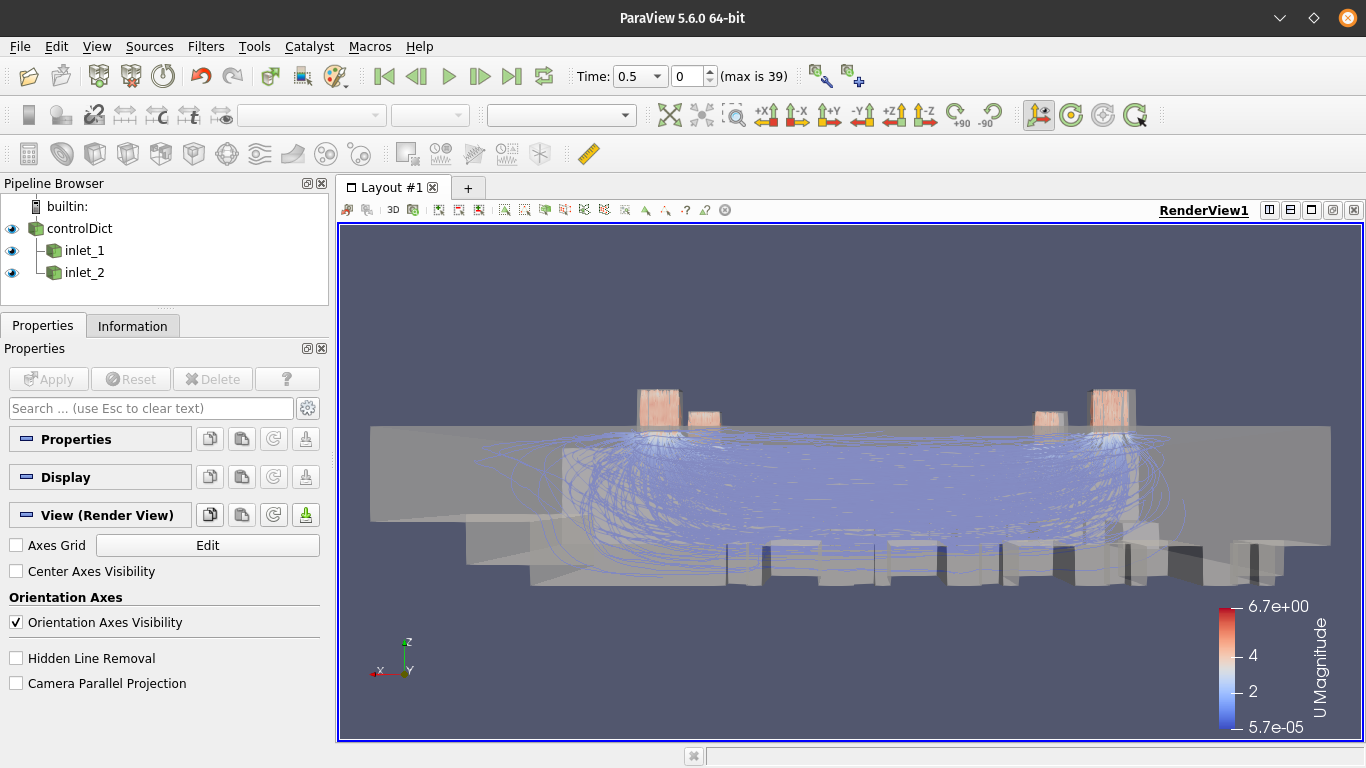 ParaView 5.6.0 64-bit
File Edit View Sources Filters Tools Catalyst Macros Help
Time: 0.5 0 (max is 39)
+X -X +Y -Y +Z -Z +90 -90
Pipeline Browser
builtin:
controlDict
inlet_1
inlet_2
Properties Information
Properties
Apply Reset Delete ?
Search ... (use Esc to clear text)
Properties
Display
View (Render View)
Axes Grid Edit
Center Axes Visibility
Orientation Axes
Orientation Axes Visibility
Hidden Line Removal
Camera Parallel Projection
Layout #1 +
3D RenderView1
Z
X Y
6.7e+00
4
2
5.7e-05
U Magnitude